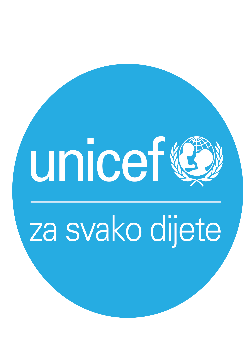 unicef
za svako dijete